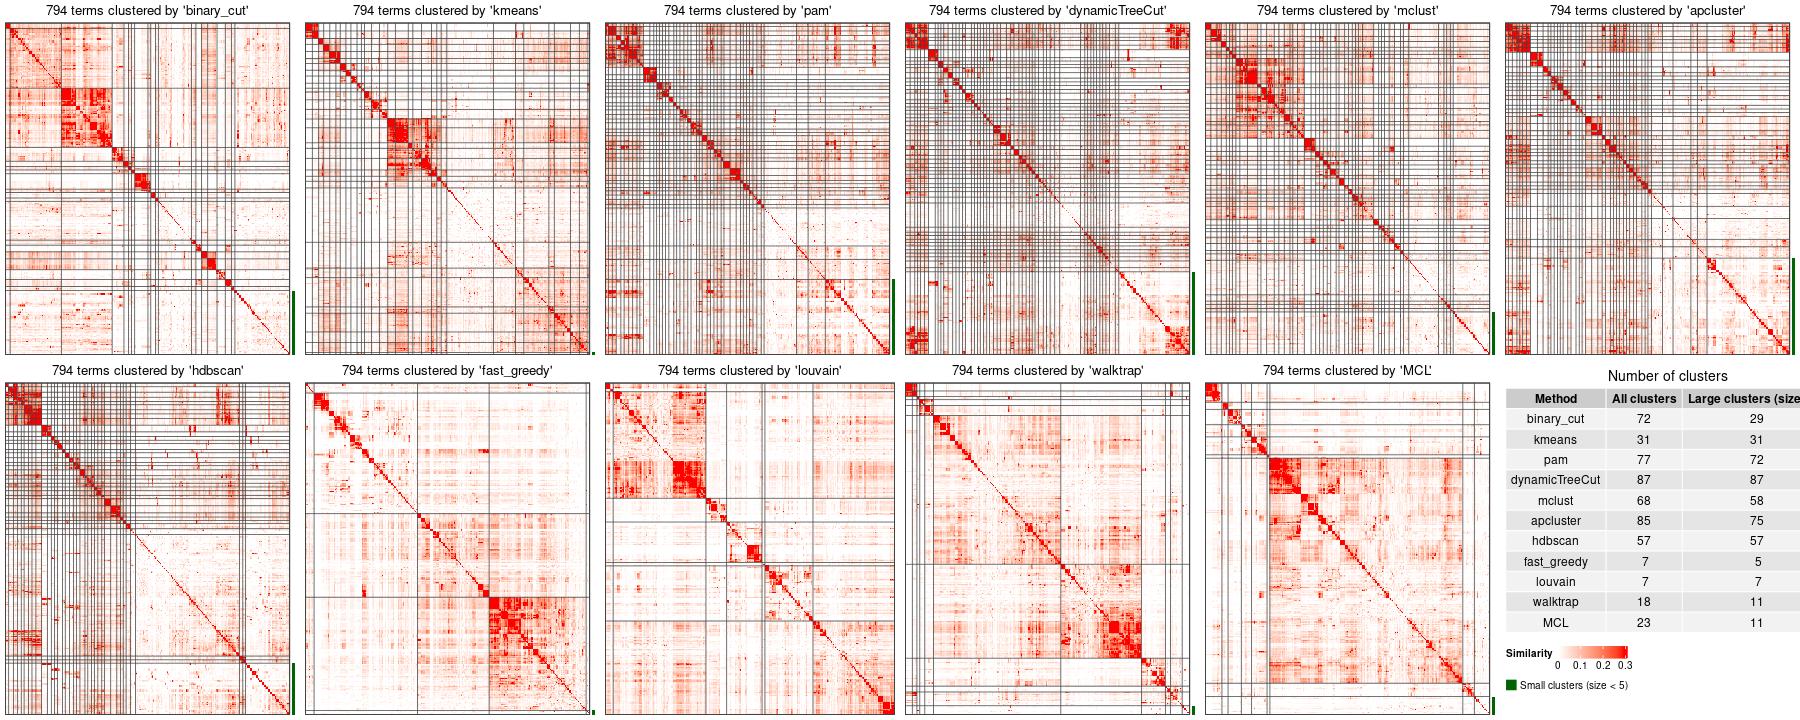 794 terms clustered by 'binary_cut'
794 terms clustered by 'kmeans'
794 terms clustered by 'pam'
794 terms clustered by 'dynamicTreeCut'
794 terms clustered by 'mclust'
794 terms clustered by 'apcluster'
794 terms clustered by 'hdbscan'
794 terms clustered by 'fast_greedy'
794 terms clustered by 'louvain'
794 terms clustered by 'walktrap'
794 terms clustered by 'MCL'
Number of clusters
Method All clusters Large clusters (size
binary_cut 72 29
kmeans 31 31
pam 77 72
dynamicTreeCut 87 87
mclust 68 58
apcluster 85 75
hdbscan 57 57
fast_greedy 7 5
louvain 7 7
walktrap 18 11
MCL 23 11
Similarity
0 0.1 0.2 0.3
Small clusters (size < 5)